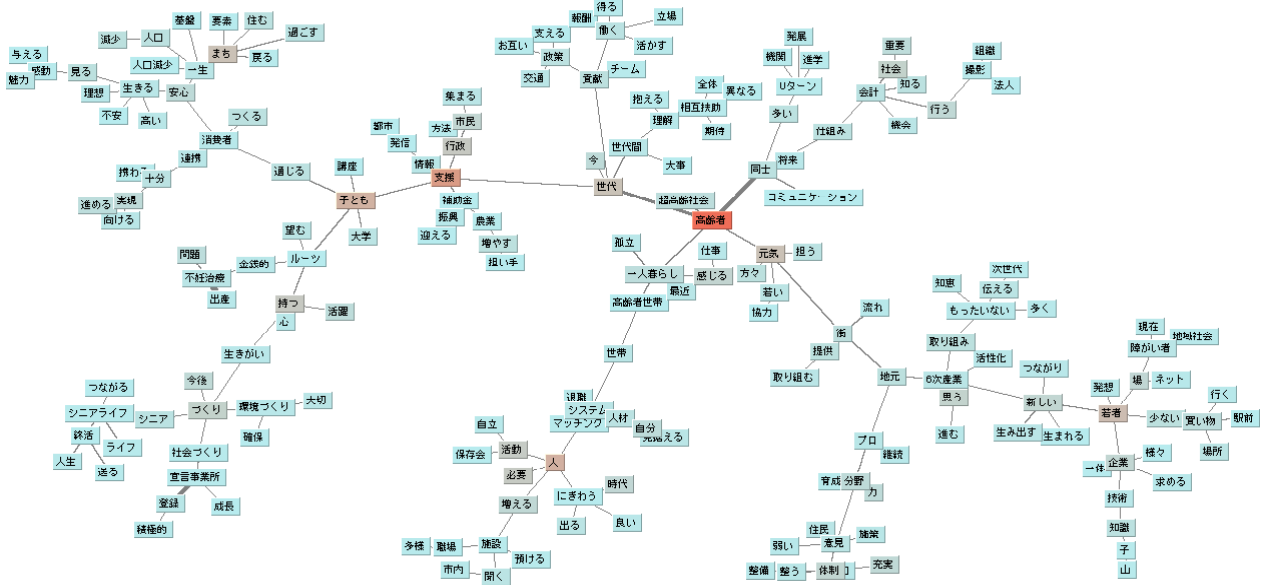 与える
感動
魅力
見る
理想
生きる
不安
高い
安心
減少
人口
基盤
要素
住む
過ごす
まち
戻る
人口減少
一生
消費者
つくる
連携
十分
実現
進める
向ける
通じる
講座
子ども
大学
望む
ルーツ
金銭的
問題
不妊治療
出産
持つ
心
活躍
生きがい
今後
づくり
シニア
シニアライフ
つながる
終活
ライフ
人生
送る
環境づくり
大切
確保
社会づくり
宣言事業所
登録
積極的
成長
都市
発信
情報
集まる
方法
市民
行政
支援
補助金
振興
迎える
農業
増やす
担い手
得る
報酬
働く
立場
活かす
支える
お互い
政策
交通
貢献
チーム
今
世代
世代間
大事
理解
抱える
相互扶助
全体
異なる
期待
超高齢社会
高齢者
同士
将来
コミュニケーション
多い
Uターン
機関
発展
進学
仕組み
会計
社会
重要
知る
機会
行う
撮影
組織
法人
孤立
一人暮らし
最近
感じる
仕事
高齢者世帯
世帯
退職
システム
マッチング
人材
自分
人
活動
自立
保存会
必要
増える
施設
職場
多様
市内
聞く
預ける
にぎわう
時代
出る
良い
元気
担う
方々
若い
協力
街
流れ
提供
取り組む
地元
6次産業
活性化
取り組み
もったいない
知恵
伝える
次世代
多く
思う
進む
新しい
つながり
生み出す
生まれる
若者
発想
場
ネット
障がい者
現在
地域社会
少ない
買い物
行く
駅前
場所
企業
一体
様々
求める
技術
知識
子
山
プロ
継続
育成
分野
力
意見
住民
弱い
施策
体制
整う
整備
充実